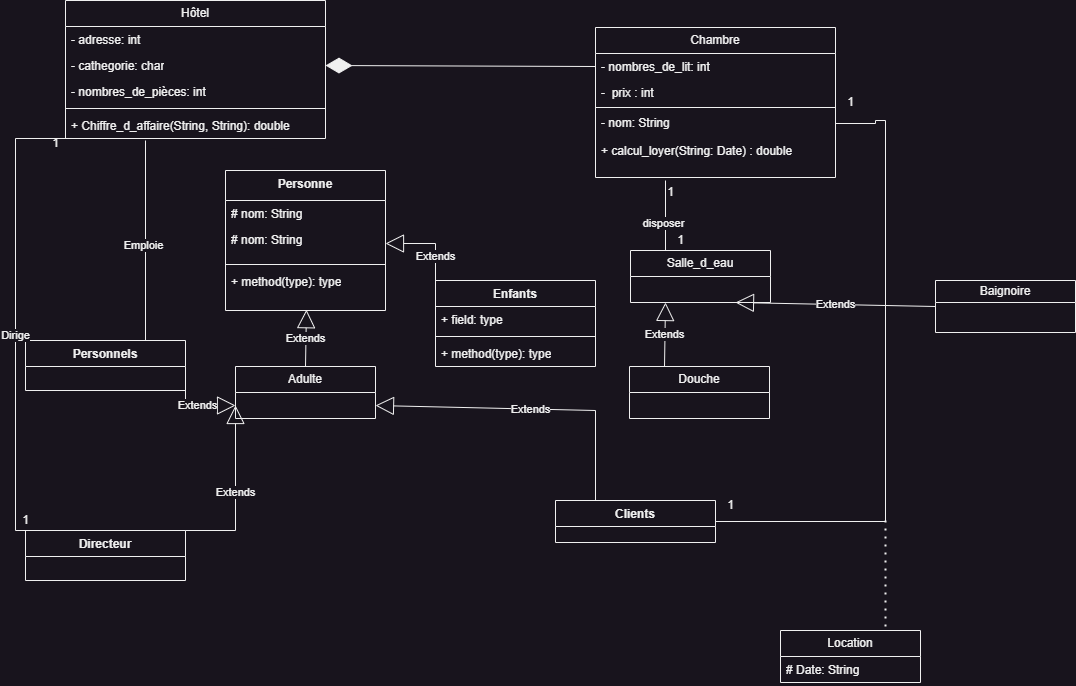 Hôtel
- adresse: int
- cathegorie: char
- nombres_de_pièces: int
+ Chiffre_d_affaire(String, String): double
Chambre
- nombres_de_lit: int
- prix : int
- nom: String
+ calcul_loyer(String: Date) : double
1
1
Personne
# nom: String
# nom: String
+ method(type): type
1
disposer
1
Emploie
Extends
Salle_d_eau
Enfants
+ field: type
+ method(type): type
Baignoire
Extends
Dirige
Extends
Extends
Personnels
Adulte
Douche
Extends
Extends
Extends
1
Directeur
Clients
1
Location
# Date: String